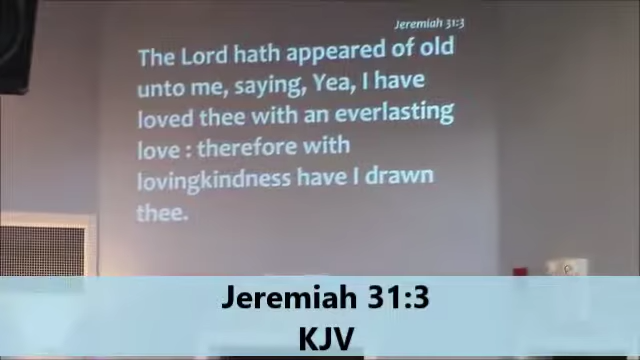 Jeremiah 31:3
The Lord hath appeared of old
unto me, saying, Yea, I have
loved thee with an everlasting
love : therefore with
lovingkindness have I drawn
thee.
Jeremiah 31:3
KJV